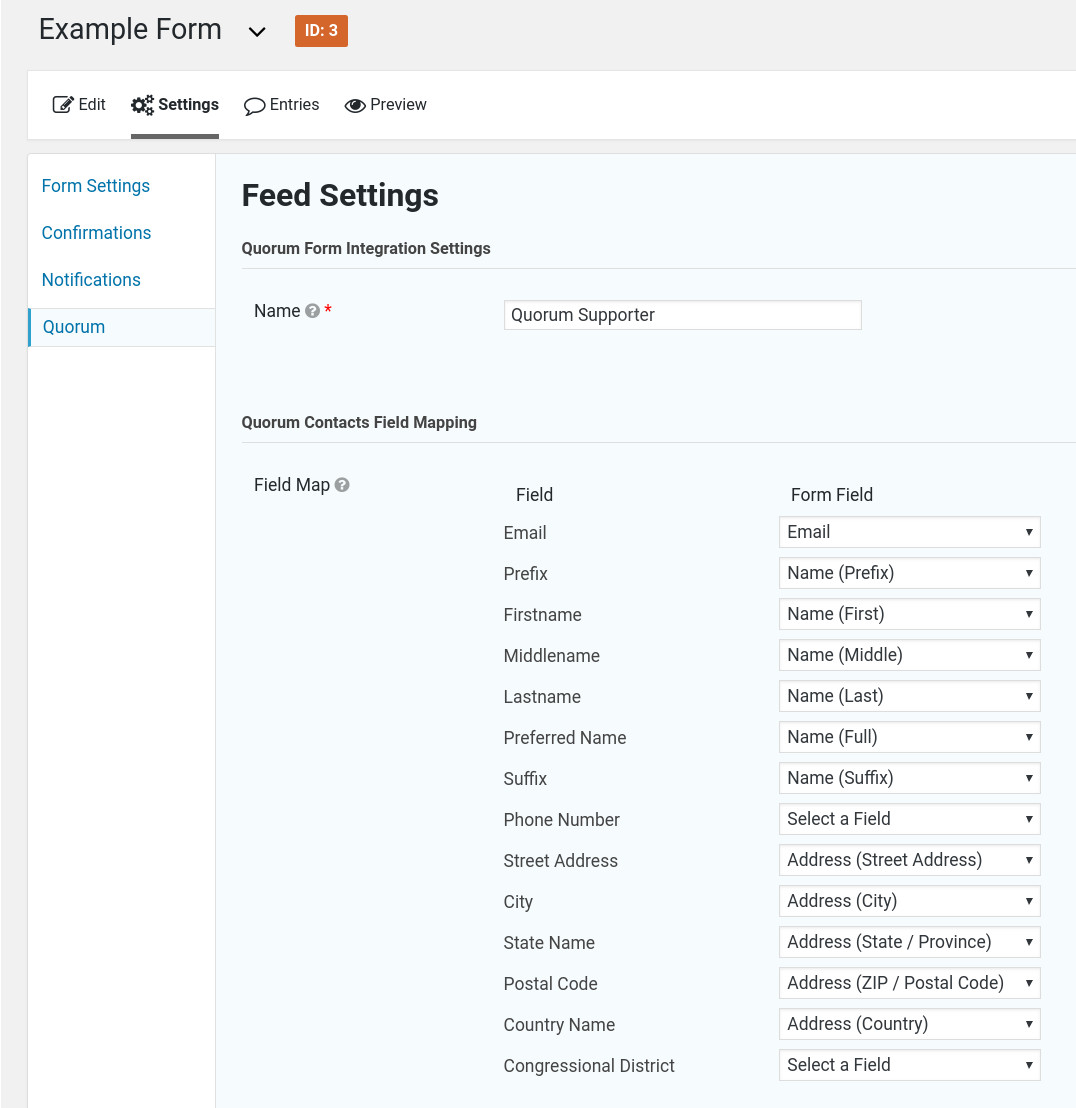 Example Form ID: 3
Edit Settings Entries Preview
Form Settings
Confirmations
Notifications
Quorum
Feed Settings
Quorum Form Integration Settings
Name ? * Quorum Supporter
Quorum Contacts Field Mapping
Field Map ?
Field Form Field
Email Email
Prefix Name (Prefix)
Firstname Name (First)
Middlename Name (Middle)
Lastname Name (Last)
Preferred Name Name (Full)
Suffix Name (Suffix)
Phone Number Select a Field
Street Address Address (Street Address)
City Address (City)
State Name Address (State / Province)
Postal Code Address (ZIP / Postal Code)
Country Name Address (Country)
Congressional District Select a Field